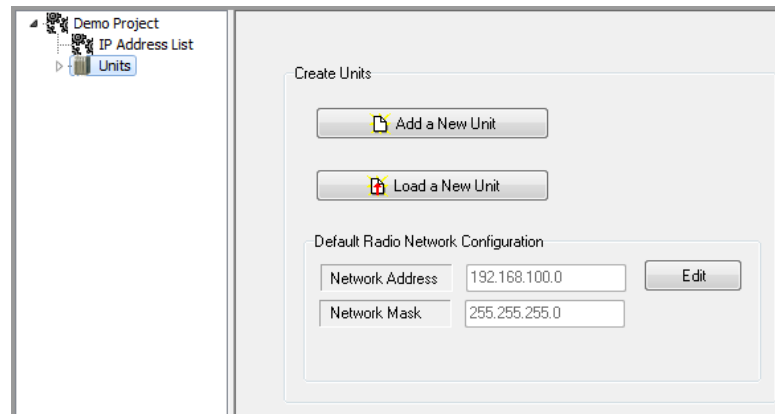 Demo Project
IP Address List
Units
Create Units
Add a New Unit
Load a New Unit
Default Radio Network Configuration
Network Address 192.168.100.0 Edit
Network Mask 255.255.255.0